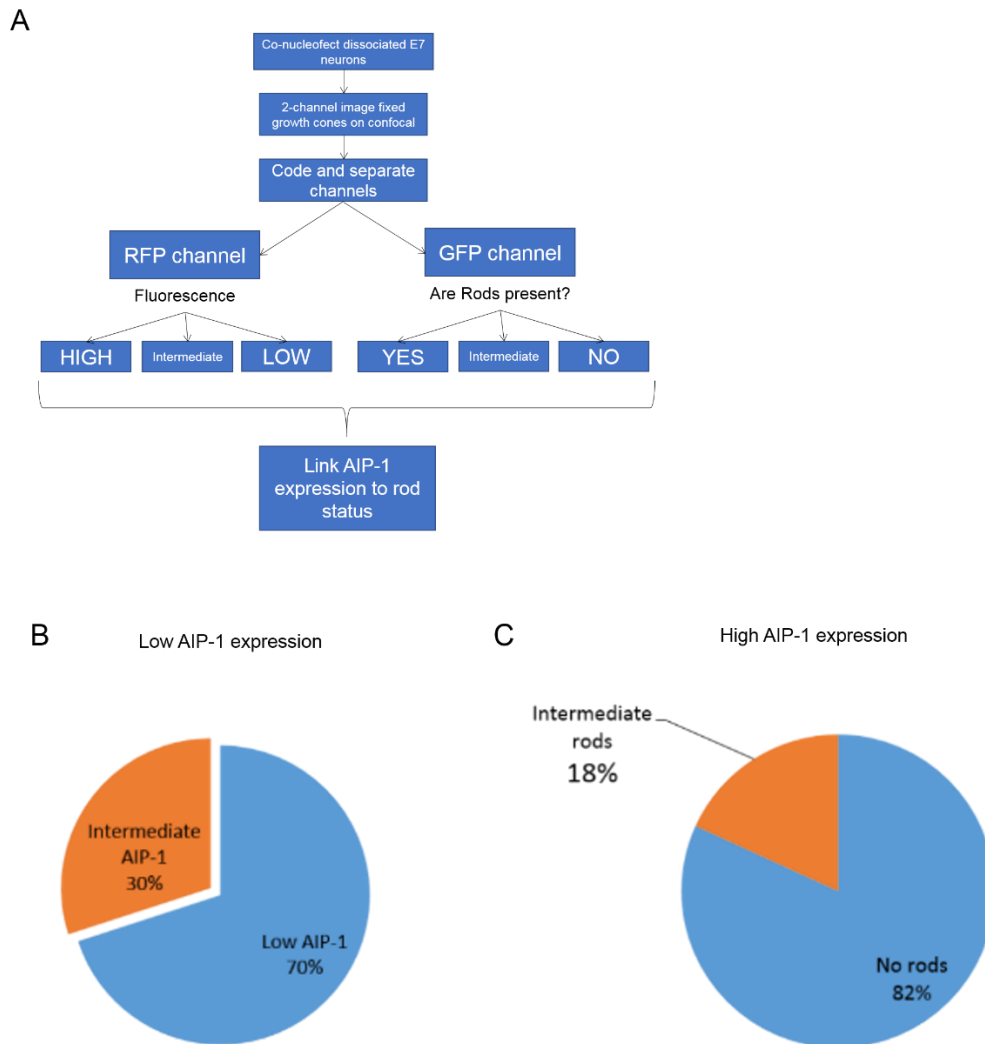 A
Co-nucleofect dissociated E7
neurons
2-channel image fixed
growth cones on confocal
Code and separate
channels
RFP channel
GFP channel
Fluorescence
Are Rods present?
HIGH
Intermediate
LOW
YES
Intermediate
NO
Link AIP-1
expression to rod
status
B
Low AIP-1 expression
Intermediate
AIP-1
30%
Low AIP-1
70%
C
High AIP-1 expression
Intermediate
rods
18%
No rods
82%